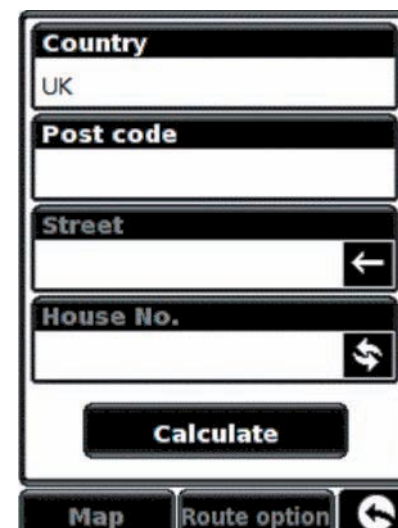 Country
UK
Post code
Street
House No.
Calculate
Map Route option